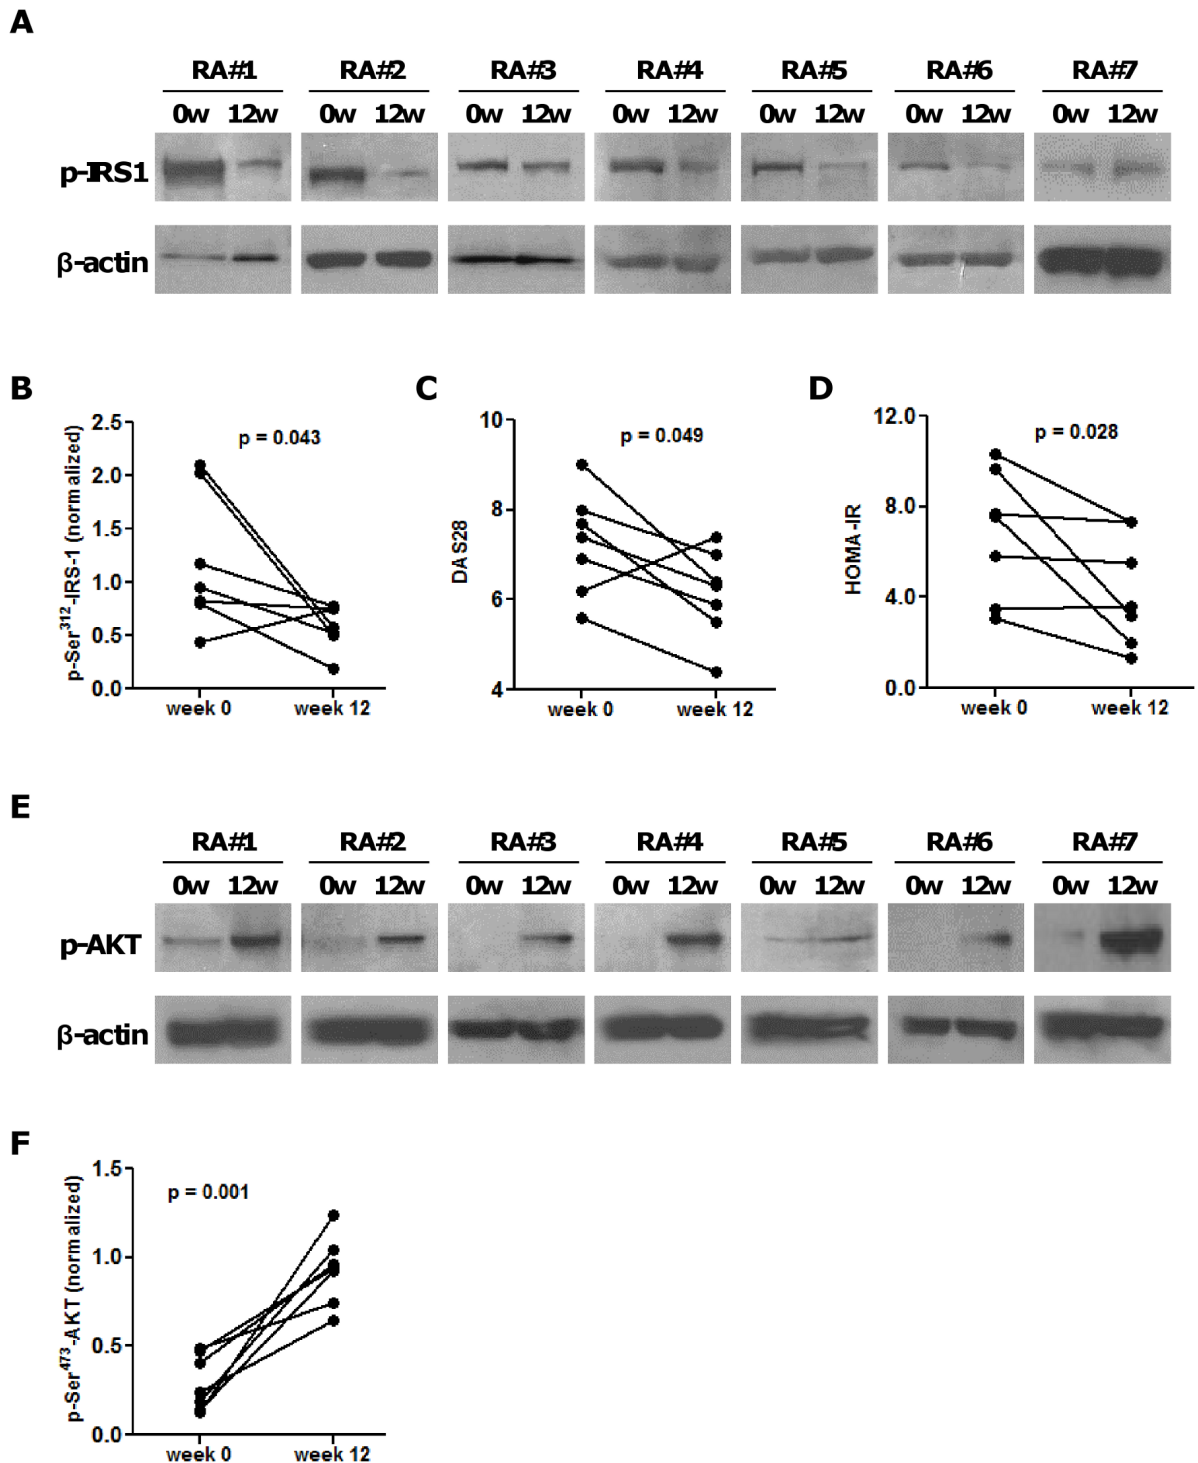 A
RA#1 RA#2 RA#3 RA#4 RA#5 RA#6 RA#7
0w 12w 0w 12w 0w 12w 0w 12w 0w 12w 0w 12w 0w 12w
p-IRS1
β-actin
B
p-Ser312-IRS-1 (normalized)
2.5
2.0
1.5
1.0
0.5
0.0
p = 0.043
week 0 week 12
C
DAS28
10
8
6
4
p = 0.049
week 0 week 12
D
HOMA-IR
12.0
8.0
4.0
0.0
p = 0.028
week 0 week 12
E
RA#1 RA#2 RA#3 RA#4 RA#5 RA#6 RA#7
0w 12w 0w 12w 0w 12w 0w 12w 0w 12w 0w 12w 0w 12w
p-AKT
β-actin
F
p-Ser473-AKT (normalized)
1.5
1.0
0.5
0.0
p = 0.001
week 0 week 12